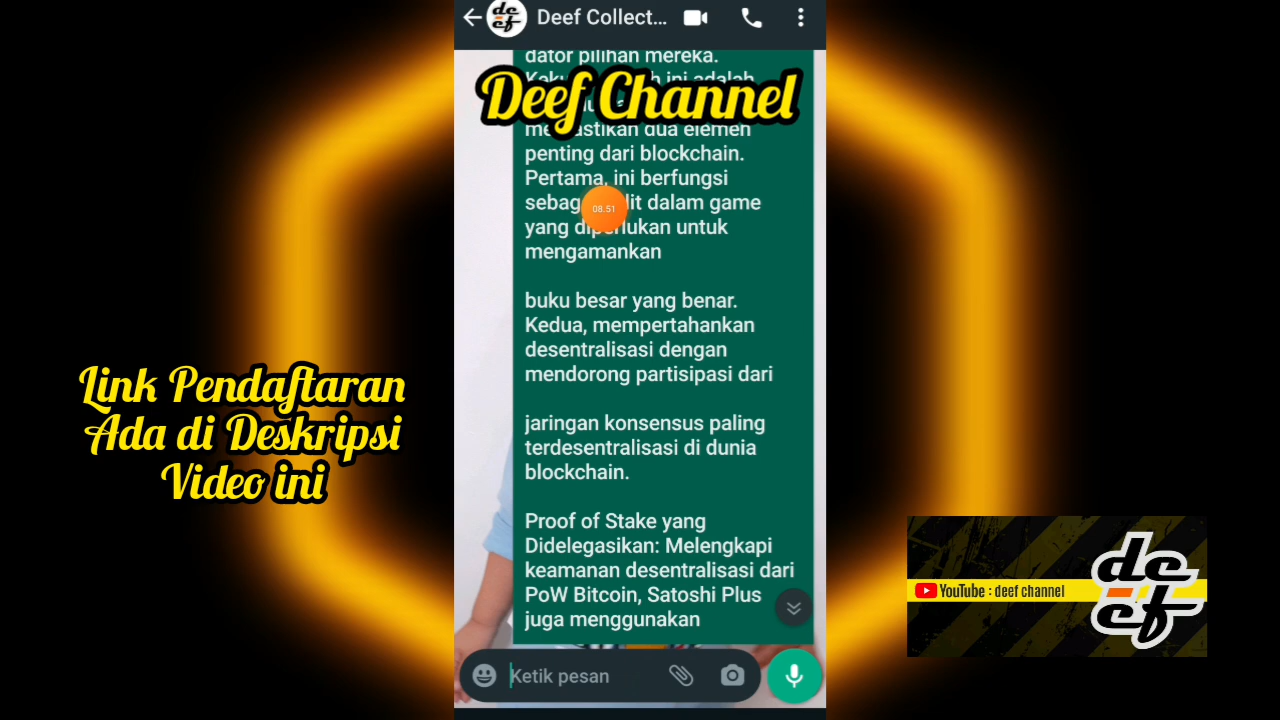 Deef Collect...
dator pilihan mereka.
Deef Channel
penting dari blockchain.
Pertama, ini berfungsi
dalam game
08.51
yang untuk
mengamankan
buku besar yang benar.
Kedua, mempertahankan
desentralisasi dengan
mendorong partisipasi dari
jaringan konsensus paling
terdesentralisasi di dunia
blockchain.
Proof of Stake yang
Didelegasikan: Melengkapi
keamanan desentralisasi dari
PoW Bitcoin, Satoshi Plus
juga menggunakan
Ketik pesan
Link Pendaftaran
Ada di Deskripsi
Video ini
YouTube : deef channel
deef